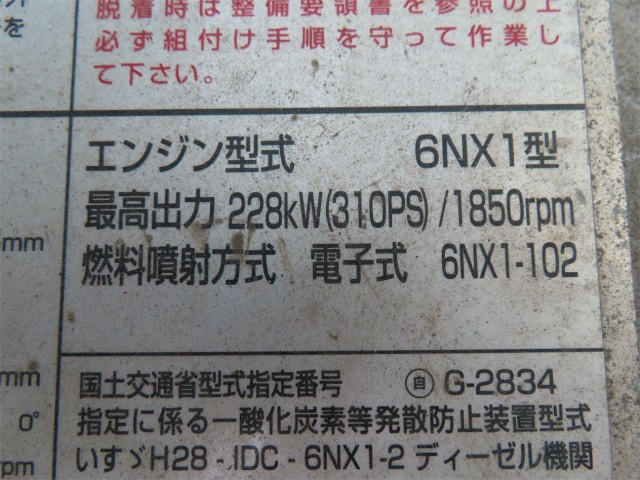 脱着時は整備要領書を参照の上
必ず組付け手順を守って作業し
て下さい。
エンジン型式 6NX1型
最高出力 228kW(310PS) /1850rpm
燃料噴射方式 電子式 6NX1-102
国土交通省型式指定番号 自 G-2834
指定に係る一酸化炭素等発散防止装置型式
いすゞH28 - IDC - 6NX1-2 ディーゼル機関
を
mm
mm
0°
rpm